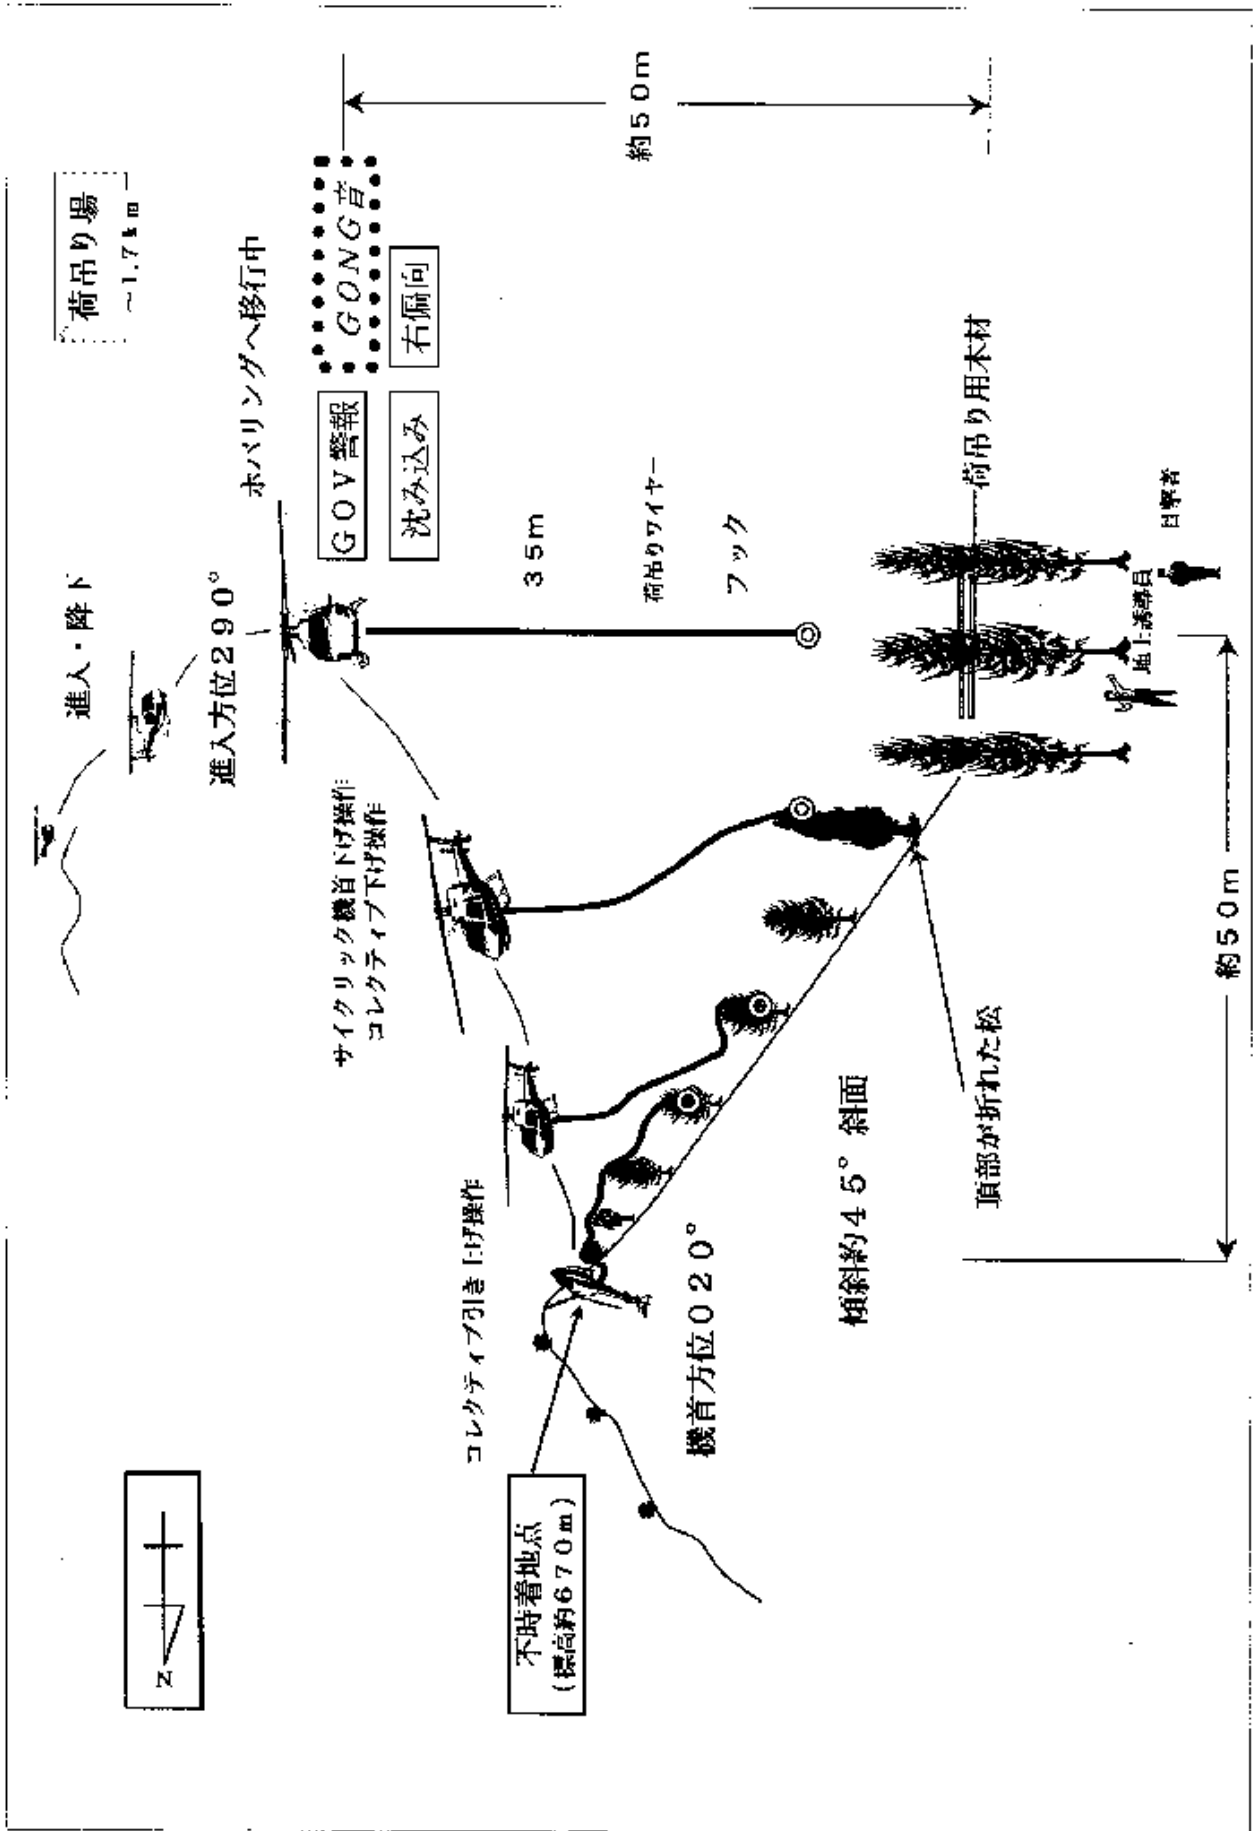 荷吊り場
～1.7km
進入・降下
進入方位290°
ホバリングへ移行中
GOV警報
GONG音
沈み込み
右偏向
サイクリック機首下げ操作
コレクティブ下げ操作
35m
荷吊りワイヤー
フック
約50m
コレクティブ引き上げ操作
荷吊り用木材
目撃者
地上誘導員
N
不時着地点
(標高約670m)
機首方位020°
傾斜約45°斜面
頂部が折れた松
約50m